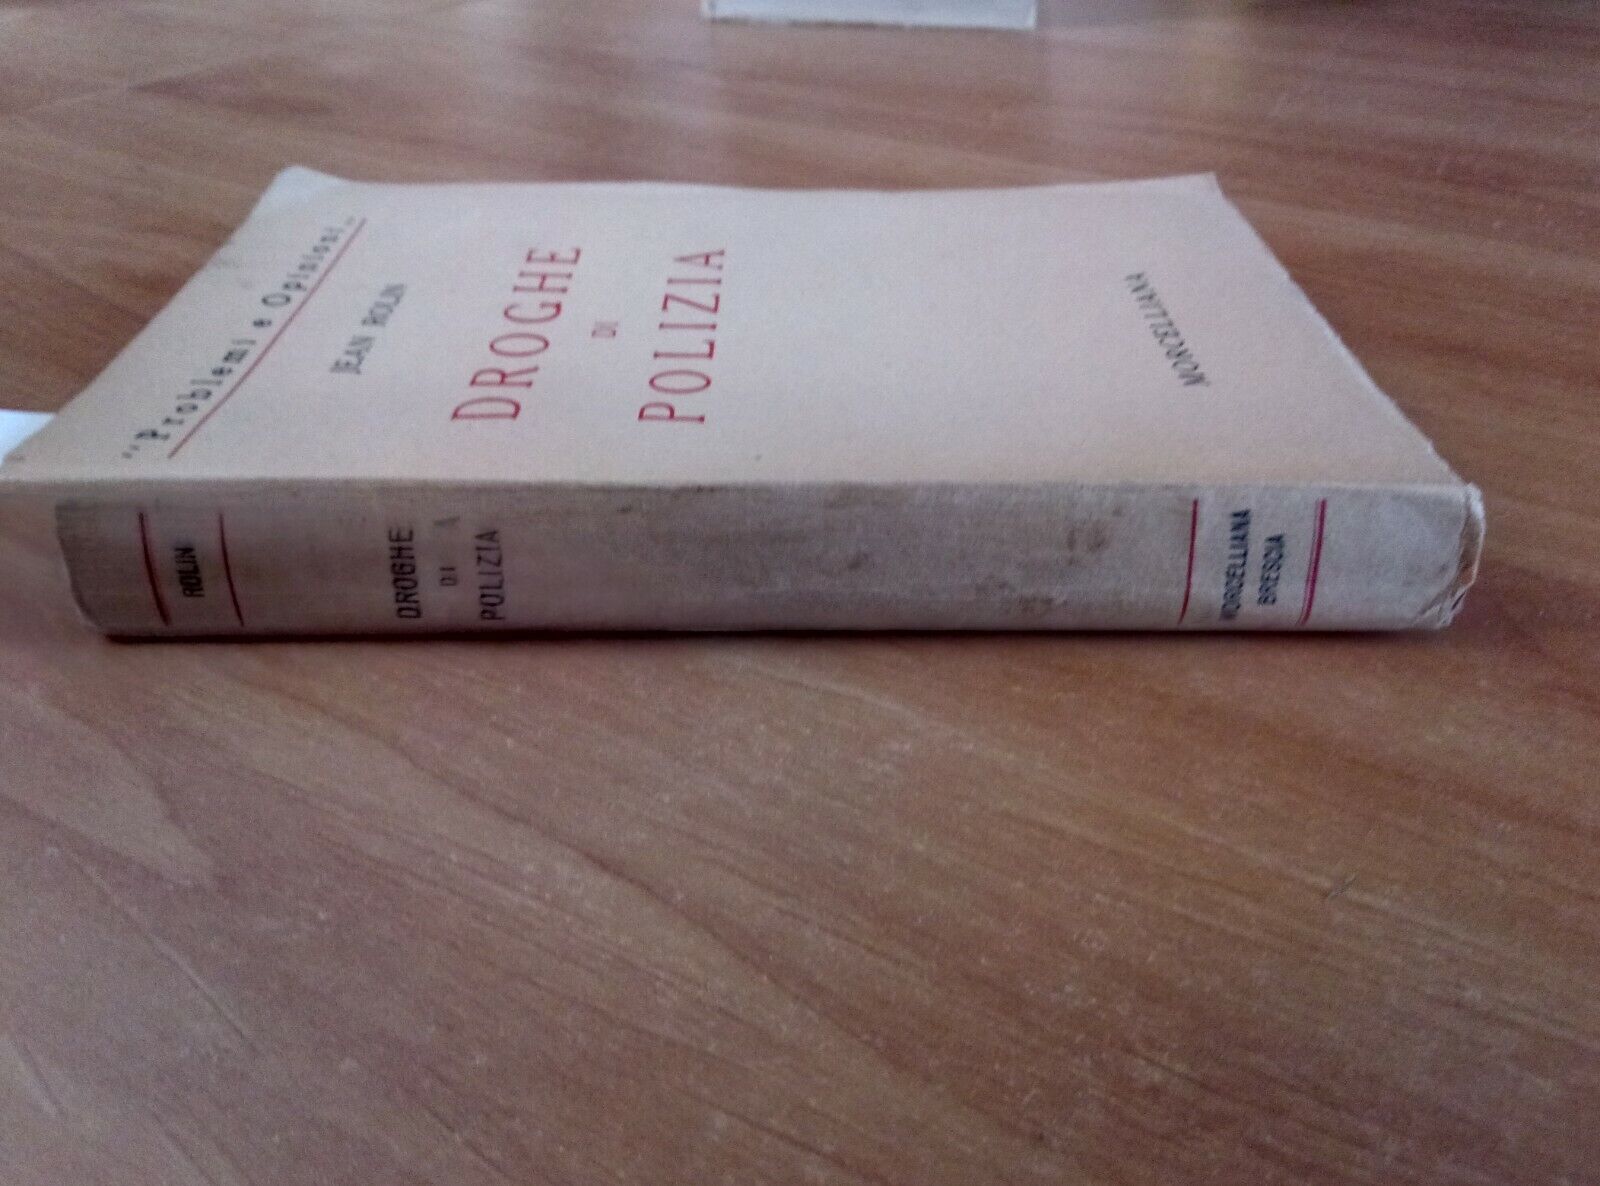 "Problemi e Opinioni"
JEAN ROLIN
DROGHE
DI
POLIZIA
MORCELLIANA
ROLIN
DROGHE
DI
POLIZIA
MORCELLIANA
BRESCIA